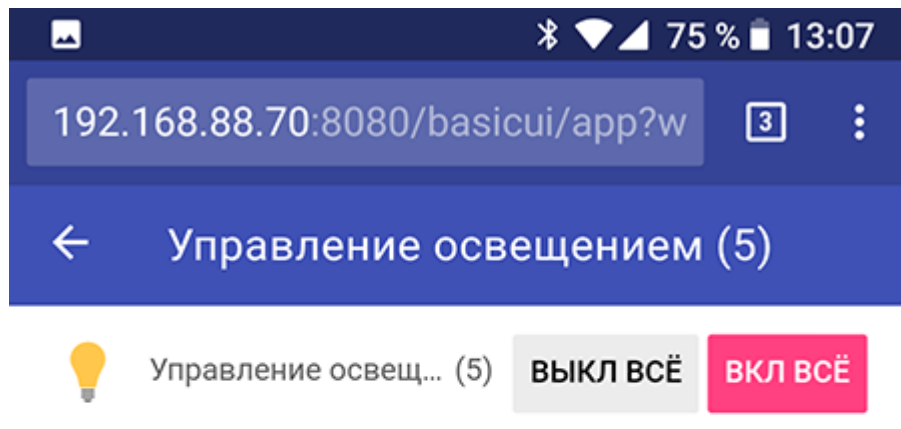 75 % 13:07
192.168.88.70:8080/basicui/app?w 3
Управление освещением (5)
Управление освещ... (5) ВЫКЛ ВСЁ ВКЛ ВСЁ